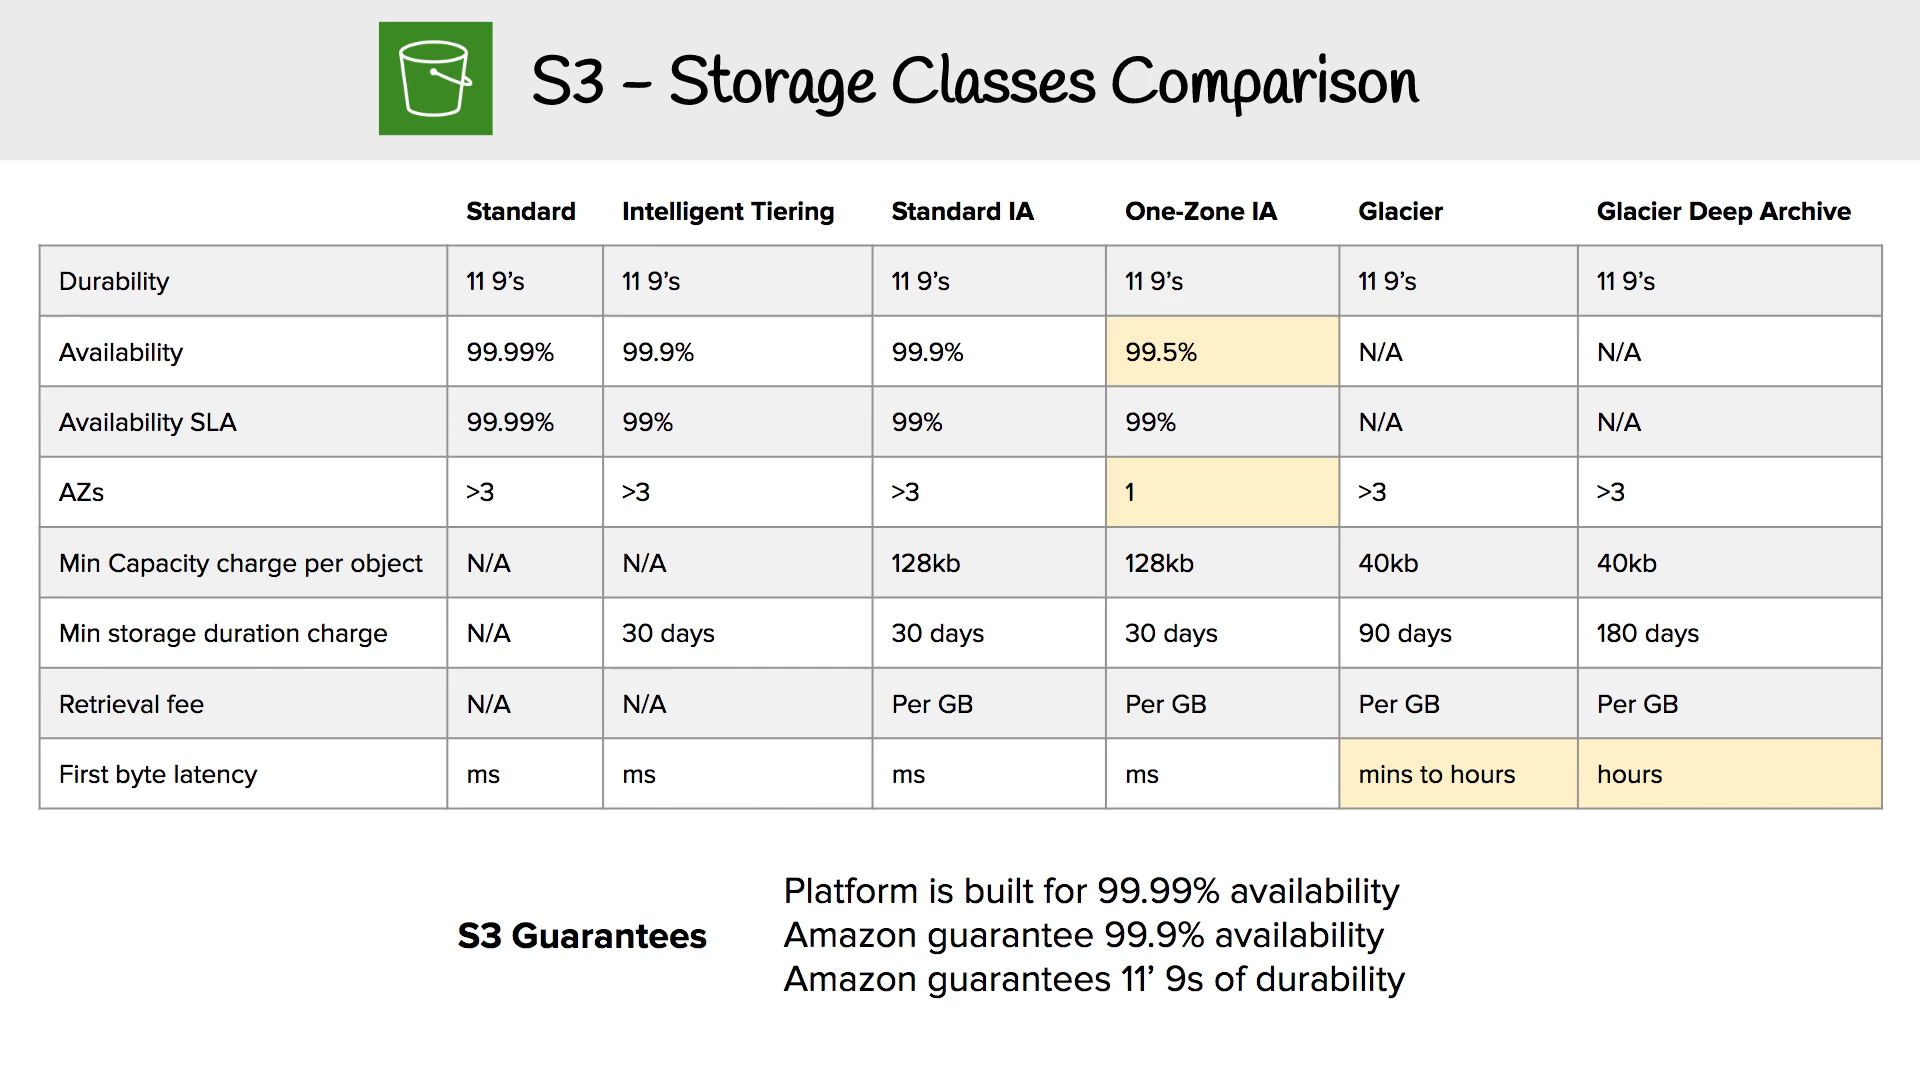 S3 – Storage Classes Comparison
Standard Intelligent Tiering Standard IA One-Zone IA Glacier Glacier Deep Archive
Durability 11 9’s 11 9’s 11 9’s 11 9’s 11 9’s 11 9’s
Availability 99.99% 99.9% 99.9% 99.5% N/A N/A
Availability SLA 99.99% 99% 99% 99% N/A N/A
AZs >3 >3 >3 1 >3 >3
Min Capacity charge per object N/A N/A 128kb 128kb 40kb 40kb
Min storage duration charge N/A 30 days 30 days 30 days 90 days 180 days
Retrieval fee N/A N/A Per GB Per GB Per GB Per GB
First byte latency ms ms ms ms mins to hours hours
S3 Guarantees
Platform is built for 99.99% availability
Amazon guarantee 99.9% availability
Amazon guarantees 11’ 9s of durability